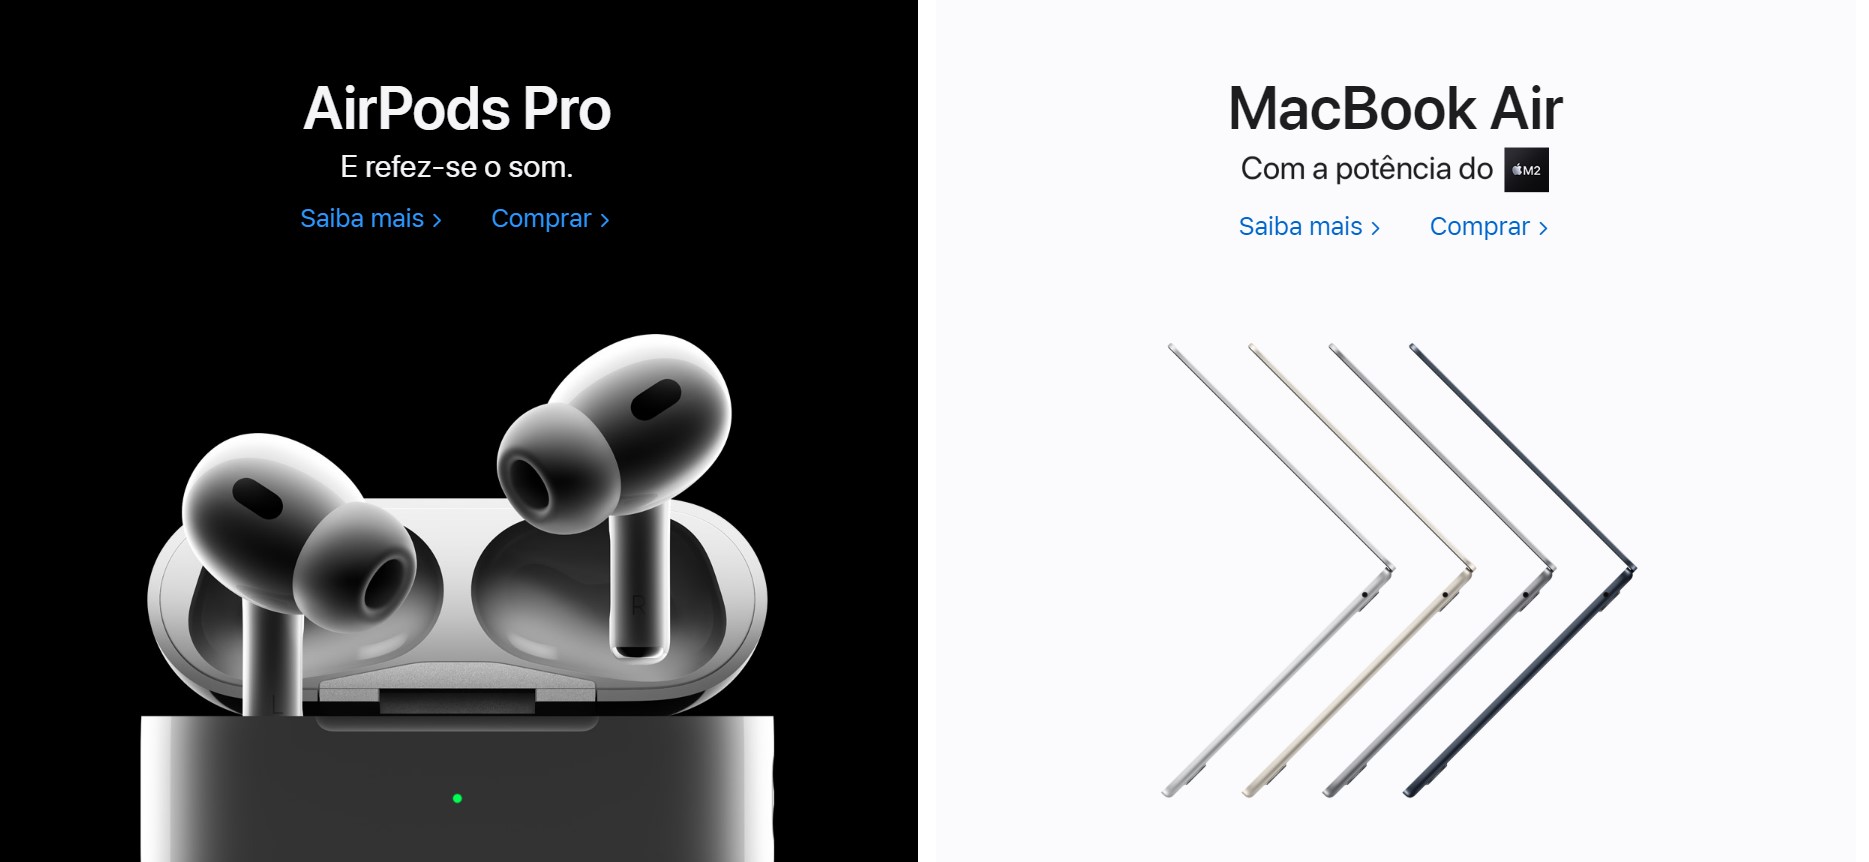 AirPods Pro
E refez-se o som.
Saiba mais > Comprar >
R
L
MacBook Air
Com a potência do M2
Saiba mais > Comprar >